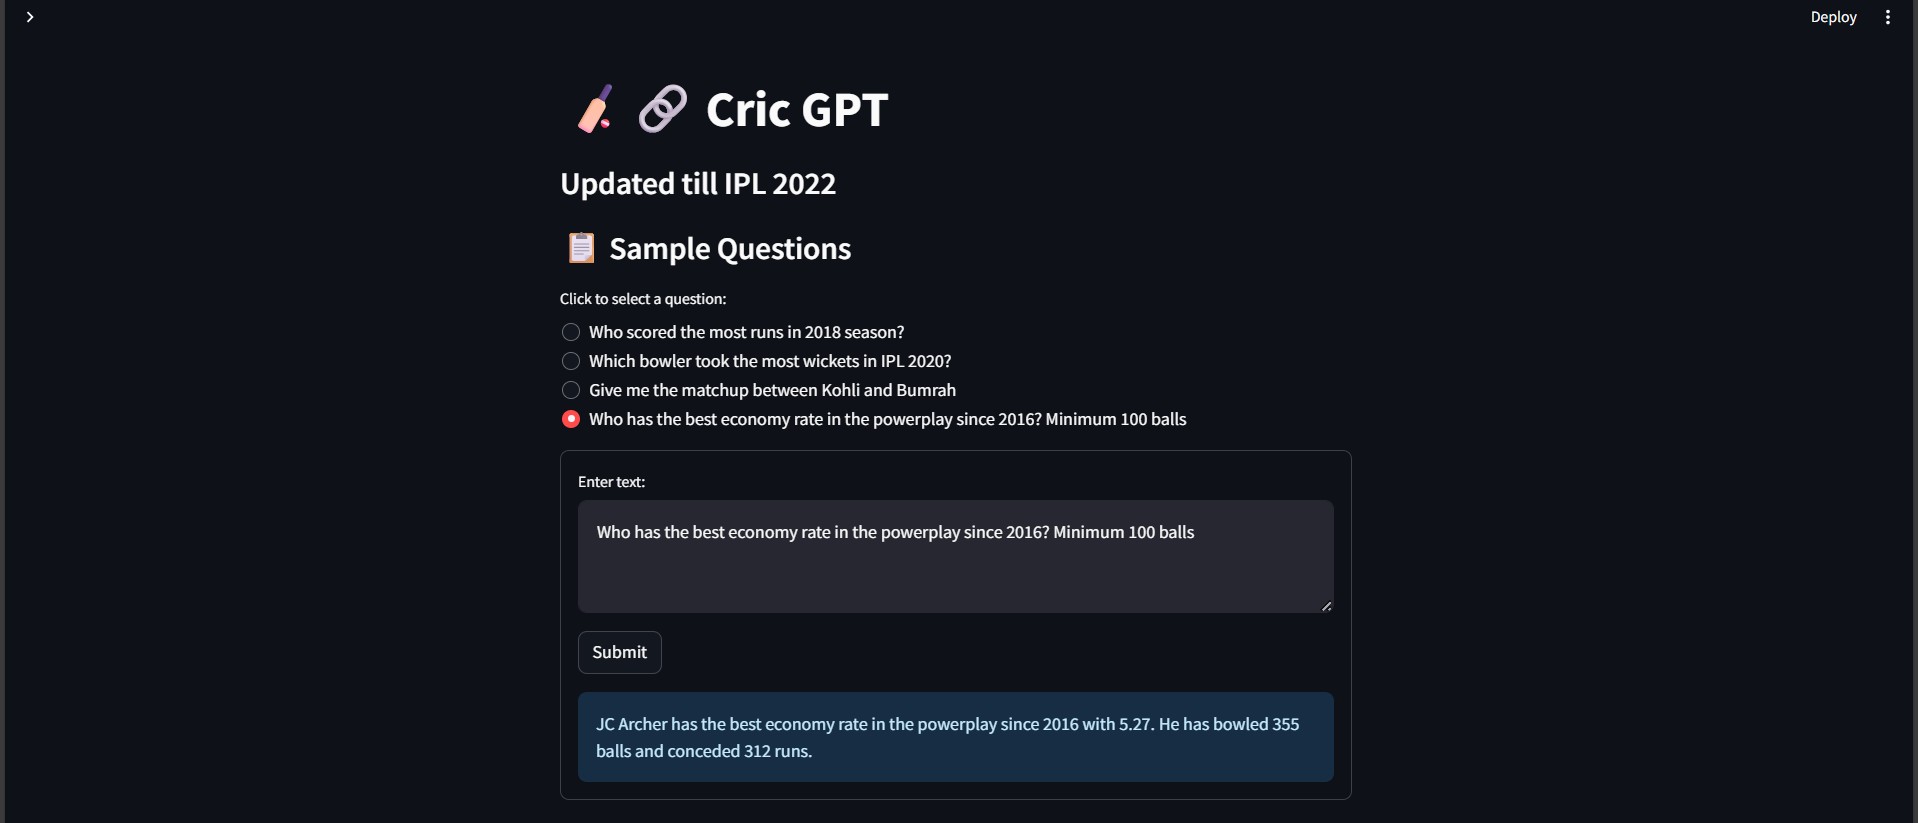 Deploy
Cric GPT
Updated till IPL 2022
Sample Questions
Click to select a question:
Who scored the most runs in 2018 season?
Which bowler took the most wickets in IPL 2020?
Give me the matchup between Kohli and Bumrah
Who has the best economy rate in the powerplay since 2016? Minimum 100 balls
Enter text:
Who has the best economy rate in the powerplay since 2016? Minimum 100 balls
Submit
JC Archer has the best economy rate in the powerplay since 2016 with 5.27. He has bowled 355
balls and conceded 312 runs.